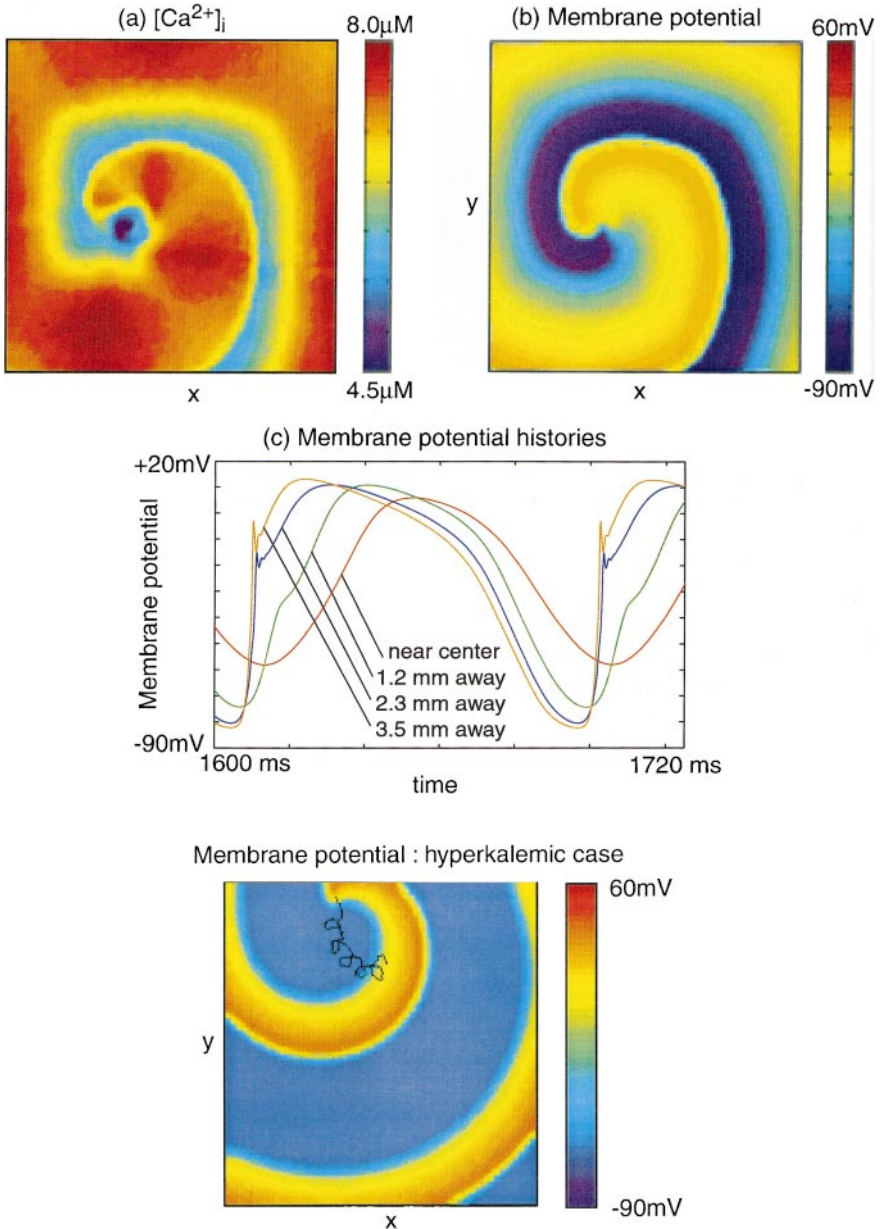 (a) [Ca²⁺]ᵢ
8.0µM
(b) Membrane potential
60mV
y
x
4.5µM
x
-90mV
(c) Membrane potential histories
+20mV
Membrane potential
near center
1.2 mm away
2.3 mm away
3.5 mm away
-90mV
1600 ms
1720 ms
time
Membrane potential : hyperkalemic case
60mV
y
x
-90mV